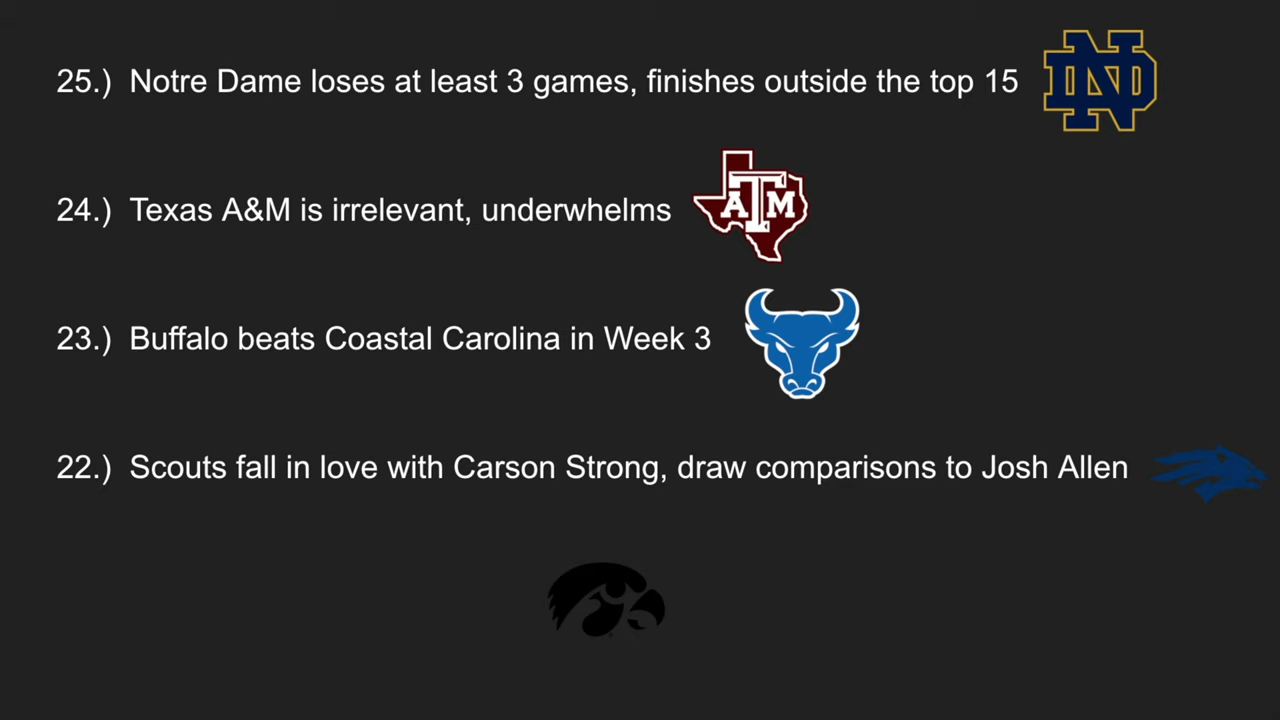 25.) Notre Dame loses at least 3 games, finishes outside the top 15
ND
24.) Texas A&M is irrelevant, underwhelms
ATM
23.) Buffalo beats Coastal Carolina in Week 3
22.) Scouts fall in love with Carson Strong, draw comparisons to Josh Allen